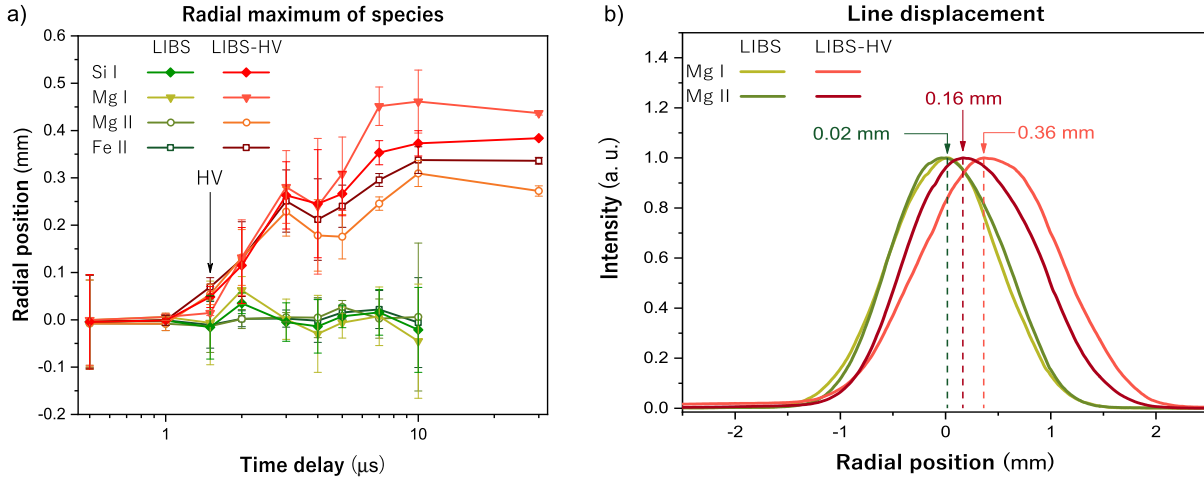 a)
Radial maximum of species
LIBS LIBS-HV
Si I
Mg I
Mg II
Fe II
HV
0.6
0.5
0.4
0.3
0.2
0.1
0.0
-0.1
-0.2
Radial position (mm)
1 10
Time delay (μs)
b)
Line displacement
LIBS LIBS-HV
Mg I
Mg II
0.16 mm
0.02 mm
0.36 mm
1.4
1.2
1.0
0.8
0.6
0.4
0.2
0.0
Intensity (a. u.)
-2 -1 0 1 2
Radial position (mm)